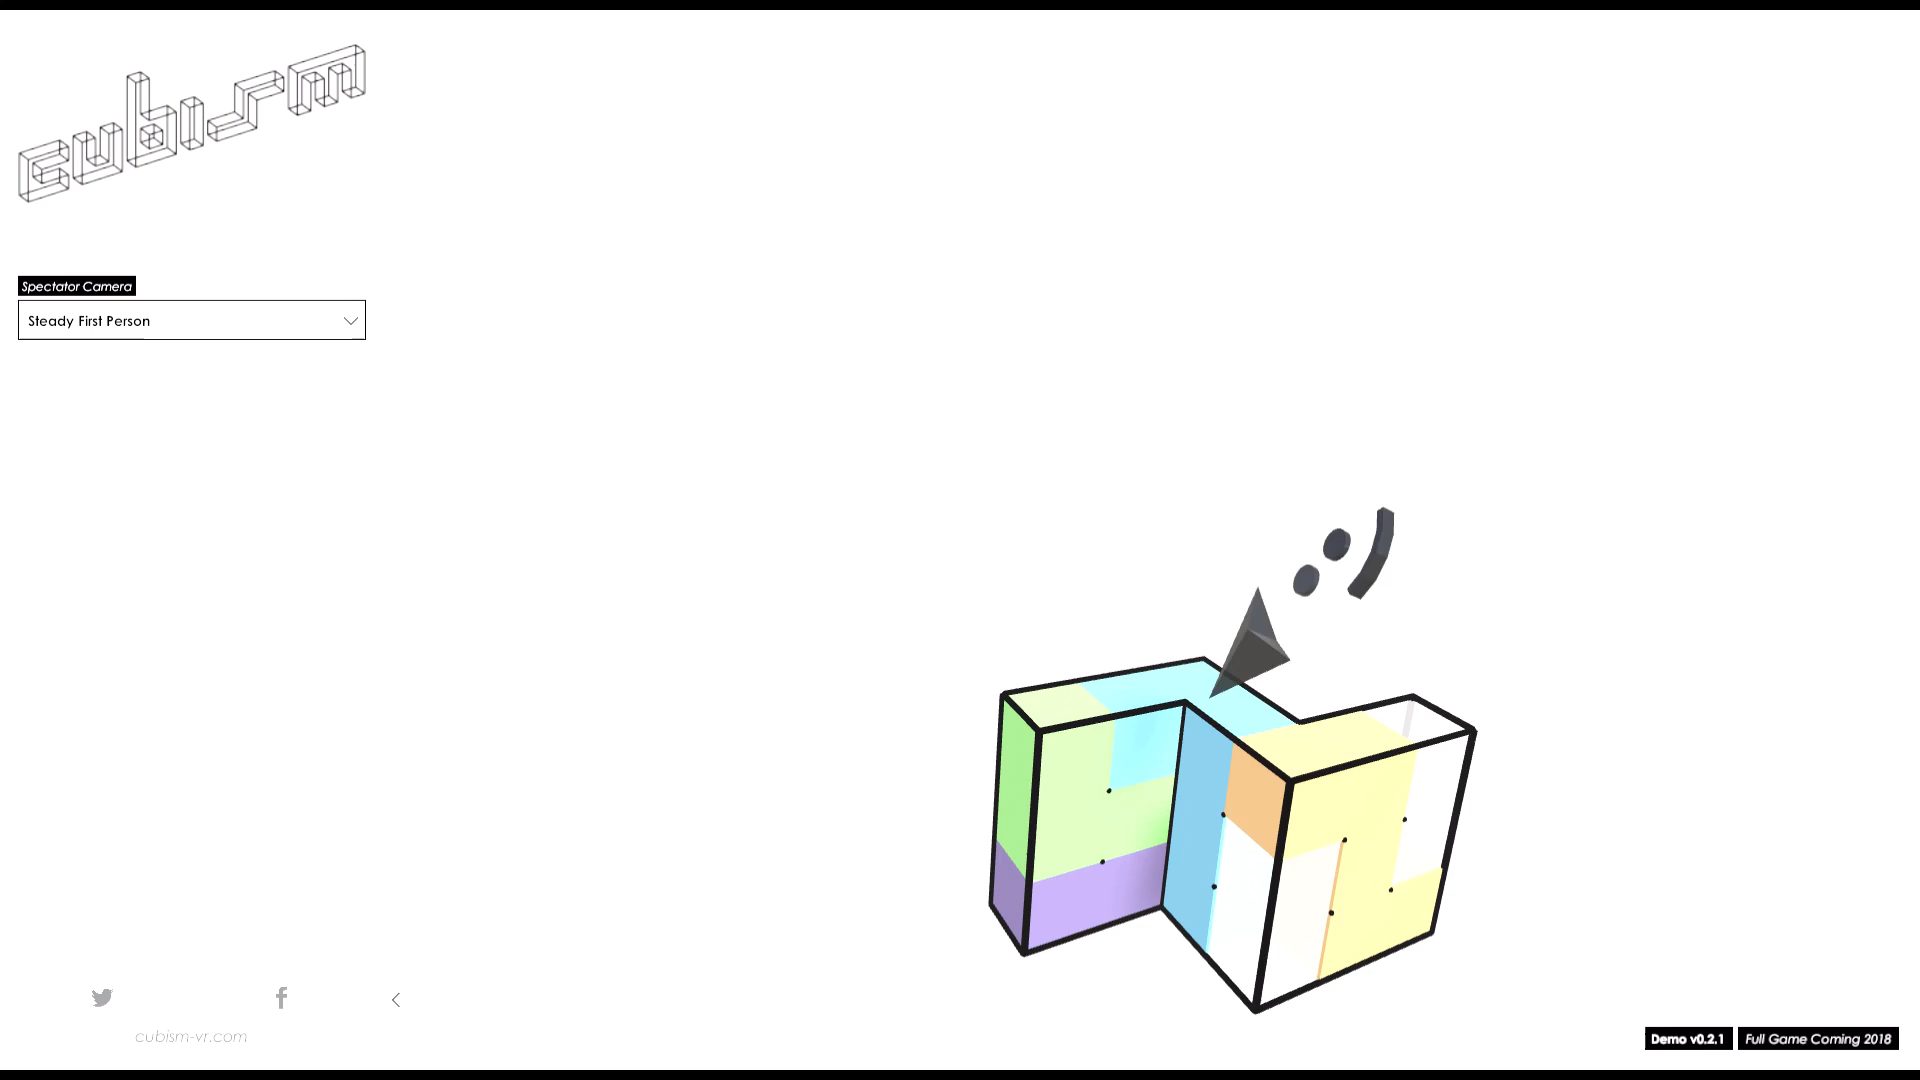 cubism
Spectator Camera
Steady First Person
cubism-vr.com
Demo v0.2.1
Full Game Coming 2018